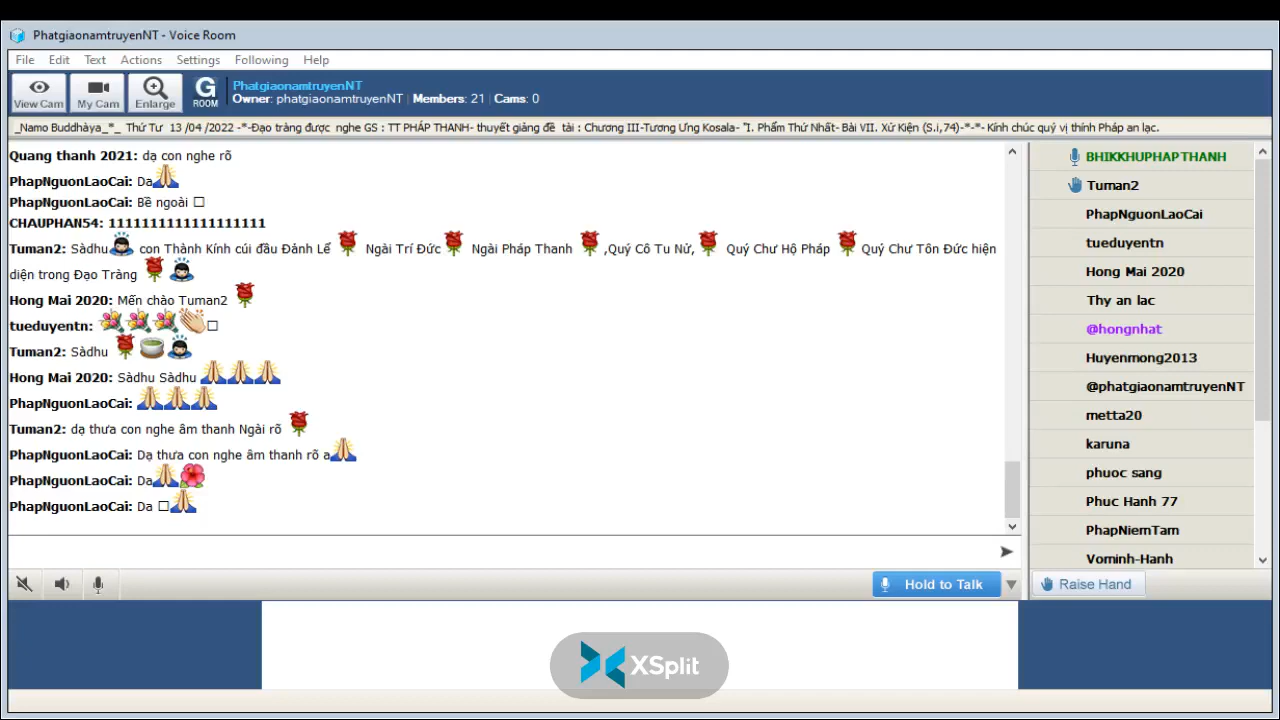 PhatgiaonamtruyenNT - Voice Room
File Edit Text Actions Settings Following Help
View Cam My Cam Enlarge G ROOM
PhatgiaonamtruyenNT
Owner: phatgiaonamtruyenNT | Members: 21 | Cams: 0
_Namo Buddhàya_*_ Thứ Tư 13 /04 /2022 -*-Đạo tràng được nghe GS : TT PHÁP THANH- thuyết giảng đề tài : Chương III-Tương Ưng Kosala- "I. Phẩm Thứ Nhất- Bài VII. Xứ Kiện (S.i,74)-*-*- Kính chúc quý vị thính Pháp an lạc.
Quang thanh 2021: dạ con nghe rõ
PhapNguonLaoCai: Da
PhapNguonLaoCai: Bề ngoài
CHAUPHAN54: 1111111111111111111
Tuman2: Sàdhu con Thành Kính cúi đầu Đảnh Lể Ngài Trí Đức Ngài Pháp Thanh ,Quý Cô Tu Nữ, Quý Chư Hộ Pháp Quý Chư Tôn Đức hiện
diện trong Đạo Tràng
Hong Mai 2020: Mến chào Tuman2
tueduyentn:
Tuman2: Sàdhu
Hong Mai 2020: Sàdhu Sàdhu
PhapNguonLaoCai:
Tuman2: dạ thưa con nghe âm thanh Ngài rõ
PhapNguonLaoCai: Dạ thưa con nghe âm thanh rõ a
PhapNguonLaoCai: Da
PhapNguonLaoCai: Da
BHIKKHUPHAPTHANH
Tuman2
PhapNguonLaoCai
tueduyentn
Hong Mai 2020
Thy an lac
@hongnhat
Huyenmong2013
@phatgiaonamtruyenNT
metta20
karuna
phuoc sang
Phuc Hanh 77
PhapNiemTam
Vominh-Hanh
Hold to Talk
Raise Hand
XSplit